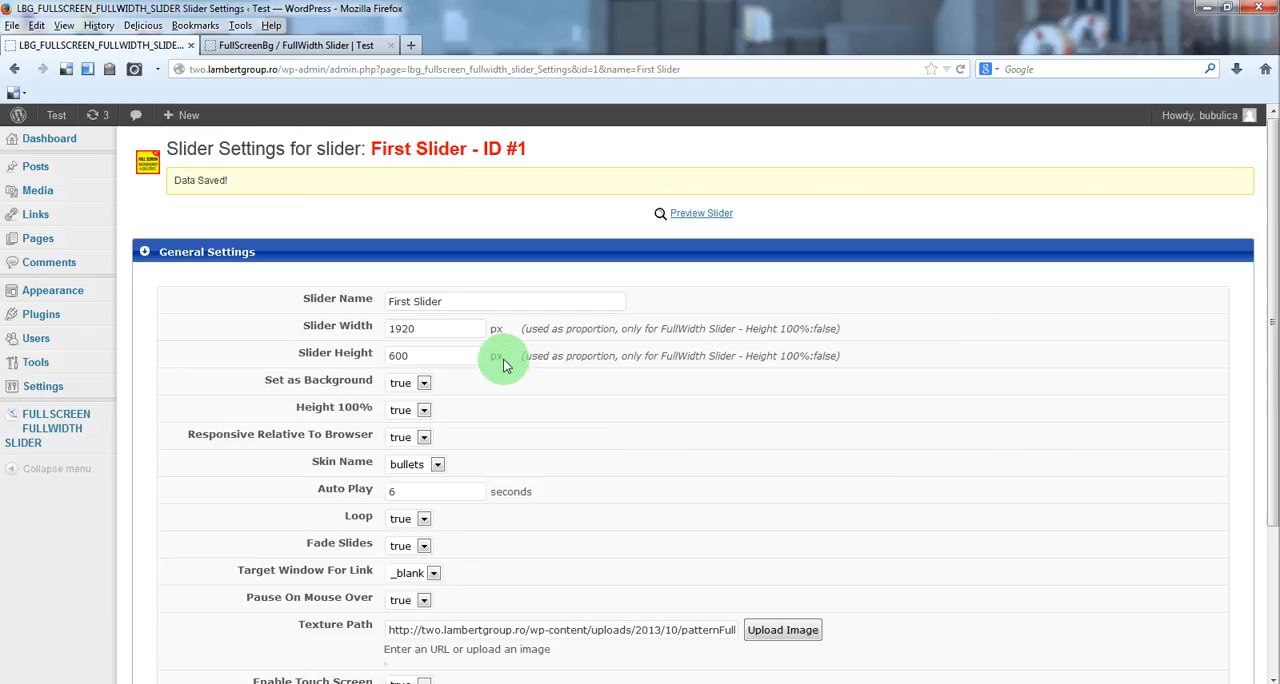 LBG_FULLSCREEN_FULLWIDTH_SLIDER Slider Settings ‹ Test — WordPress - Mozilla Firefox
File Edit View History Delicious Bookmarks Tools Help
LBG_FULLSCREEN_FULLWIDTH_SLIDE... × FullScreenBg / FullWidth Slider | Test × +
two.lambertgroup.ro/wp-admin/admin.php?page=lbg_fullscreen_fullwidth_slider_Settings&id=1&name=First Slider
Google
Test 3 New Howdy, bubulica
Dashboard
Posts
Media
Links
Pages
Comments
Appearance
Plugins
Users
Tools
Settings
FULLSCREEN
FULLWIDTH
SLIDER
Collapse menu
Slider Settings for slider: First Slider - ID #1
Data Saved!
Preview Slider
General Settings
Slider Name First Slider
Slider Width 1920 px (used as proportion, only for FullWidth Slider - Height 100%:false)
Slider Height 600 px (used as proportion, only for FullWidth Slider - Height 100%:false)
Set as Background true
Height 100% true
Responsive Relative To Browser true
Skin Name bullets
Auto Play 6 seconds
Loop true
Fade Slides true
Target Window For Link _blank
Pause On Mouse Over true
Texture Path http://two.lambertgroup.ro/wp-content/uploads/2013/10/patternFull Upload Image
Enter an URL or upload an image
Enable Touch Screen true